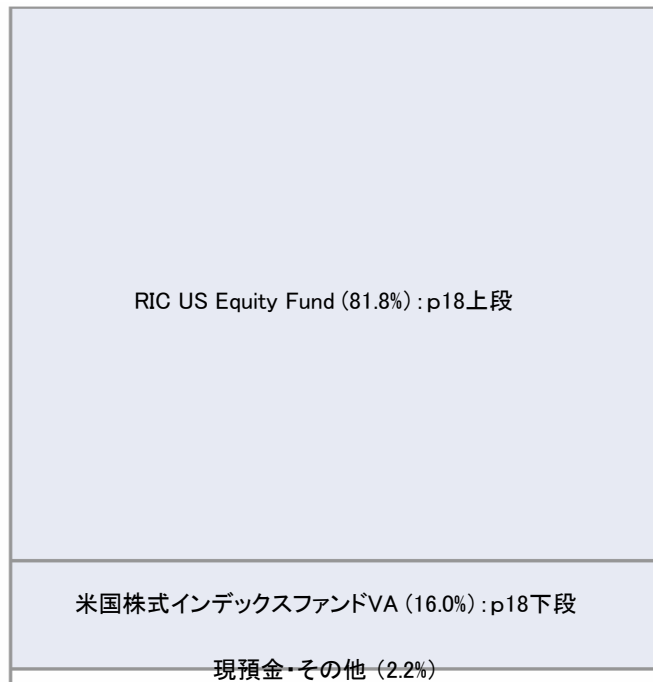 RIC US Equity Fund (81.8%) : p18上段
米国株式インデックスファンドVA (16.0%) : p18下段
現預金・その他 (2.2%)